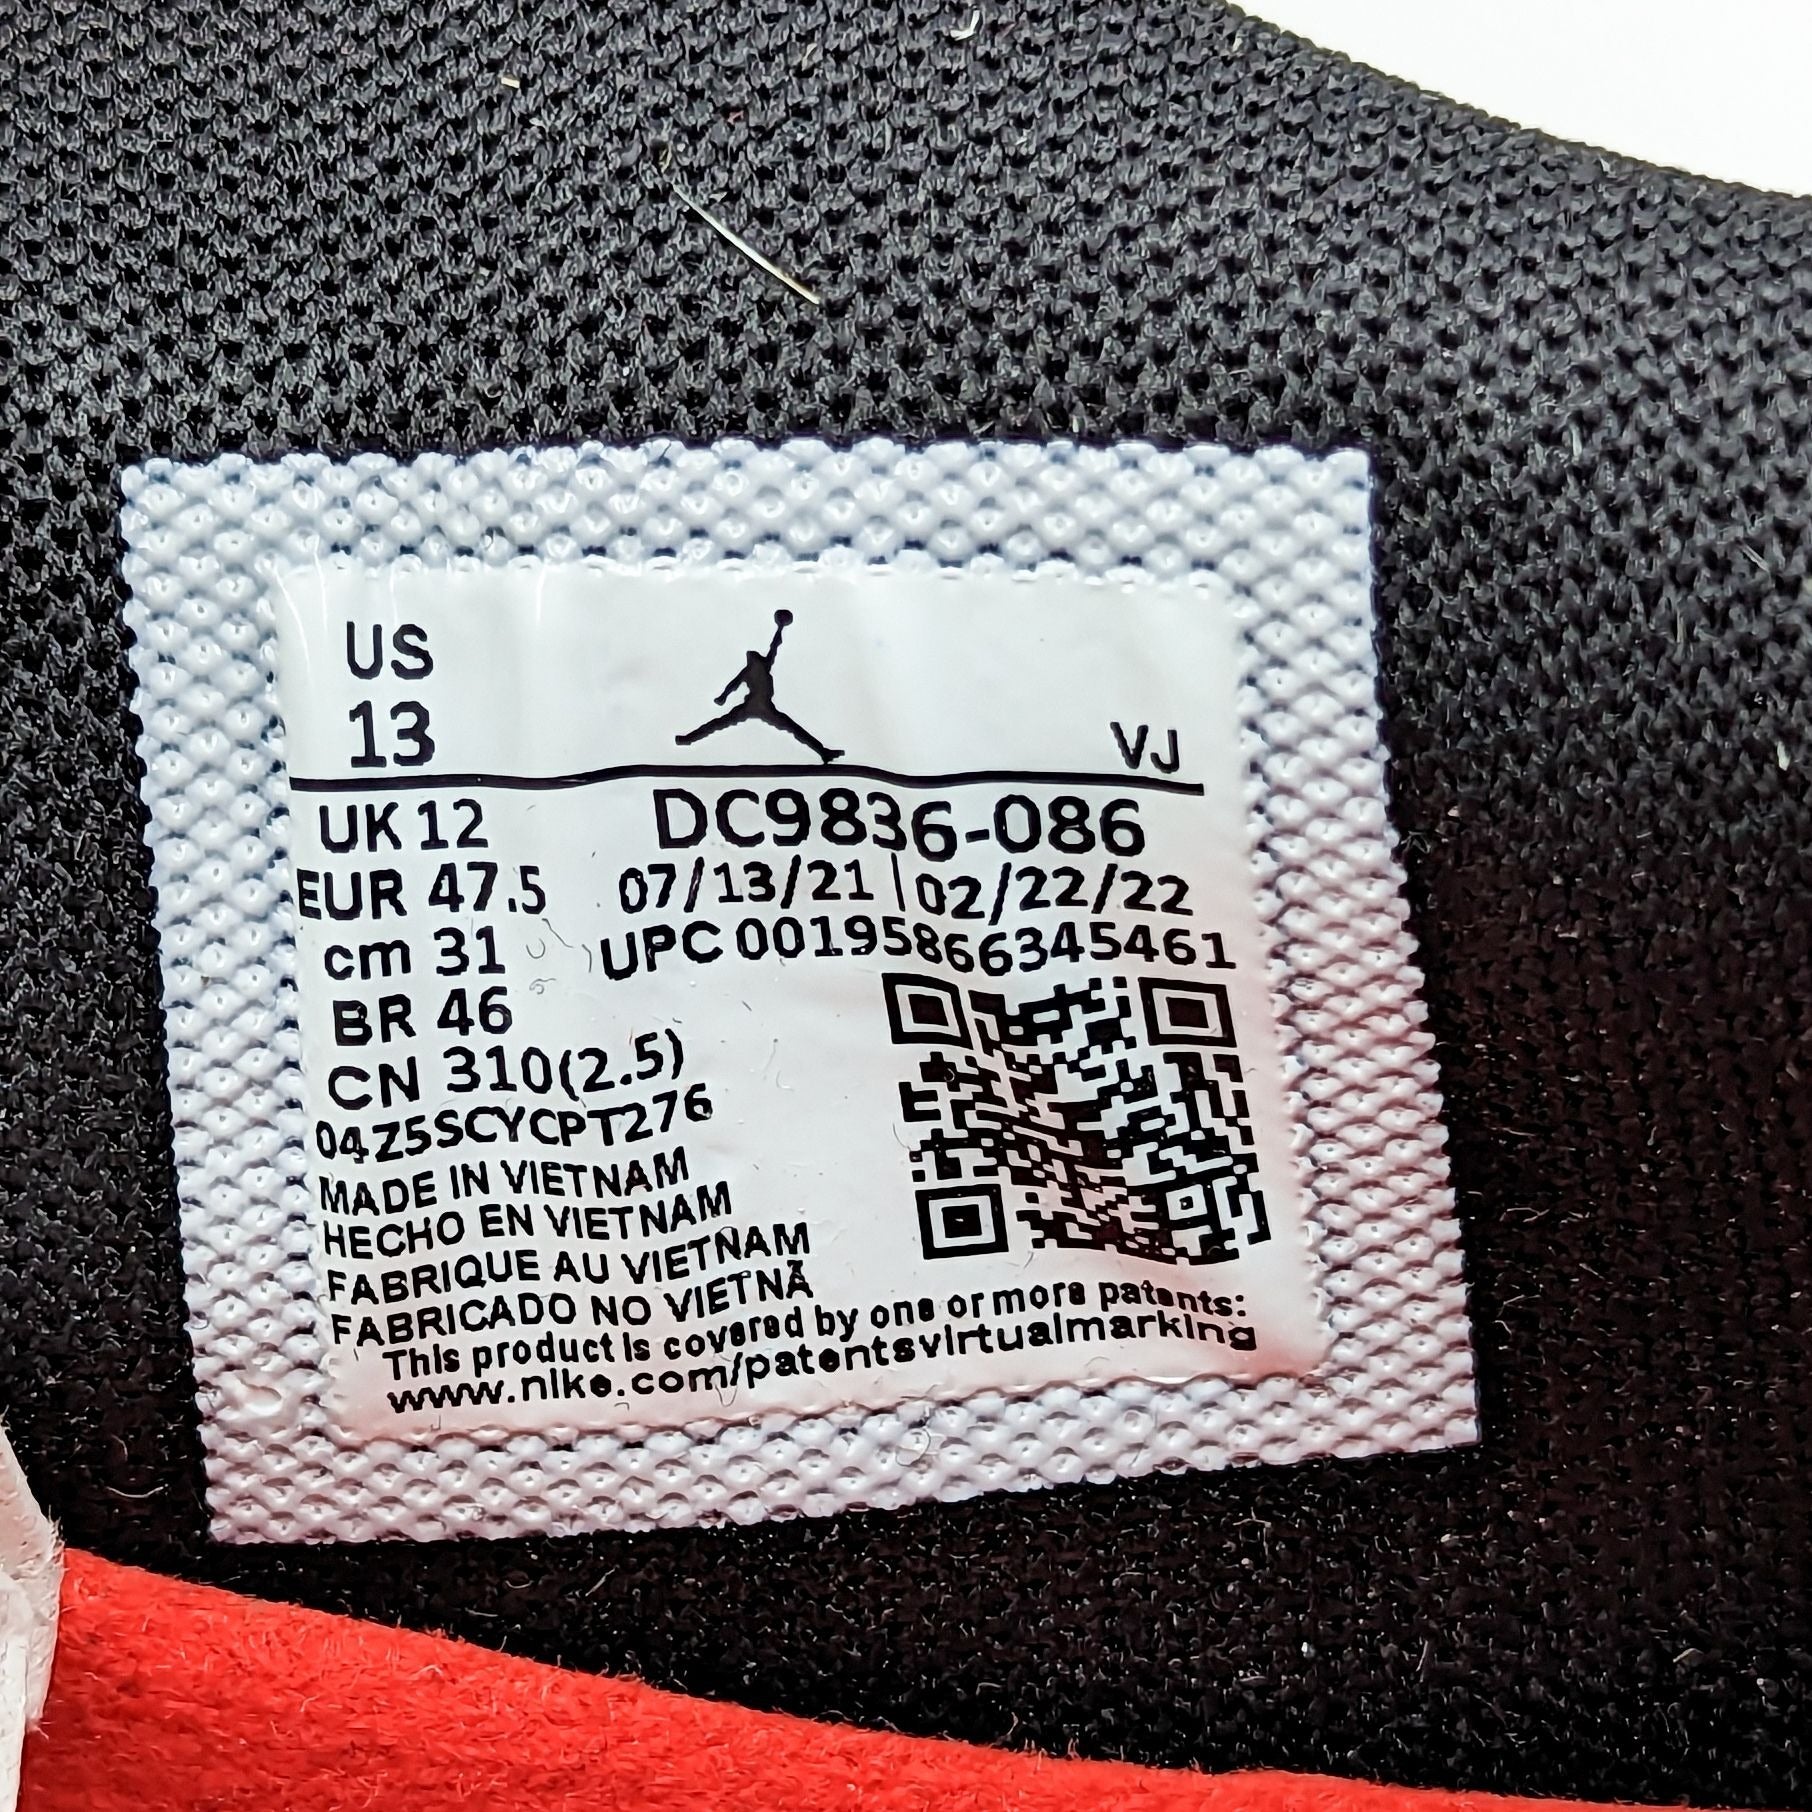 US
13
VJ
UK 12
DC9836-086
EUR 47.5
07/13/21 | 02/22/22
cm 31
UPC 00195866345461
BR 46
CN 310(2.5)
04Z5SCYCPT276
MADE IN VIETNAM
HECHO EN VIETNAM
FABRIQUE AU VIETNAM
FABRICADO NO VIETNÃ
This product is covered by one or more patents:
www.nike.com/patentsvirtualmarking